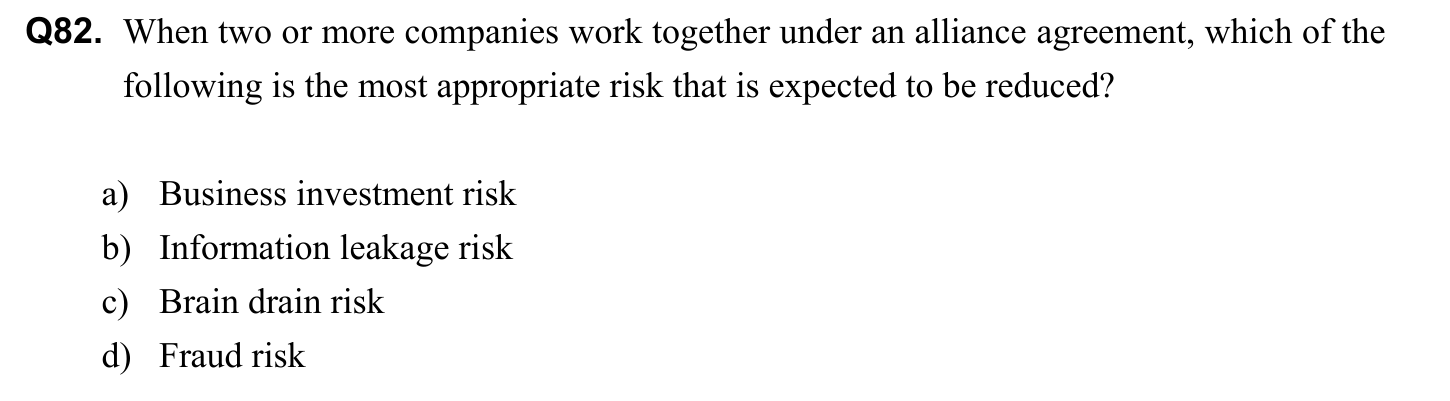 Q82. When two or more companies work together under an alliance agreement, which of the
following is the most appropriate risk that is expected to be reduced?
a) Business investment risk
b) Information leakage risk
c) Brain drain risk
d) Fraud risk